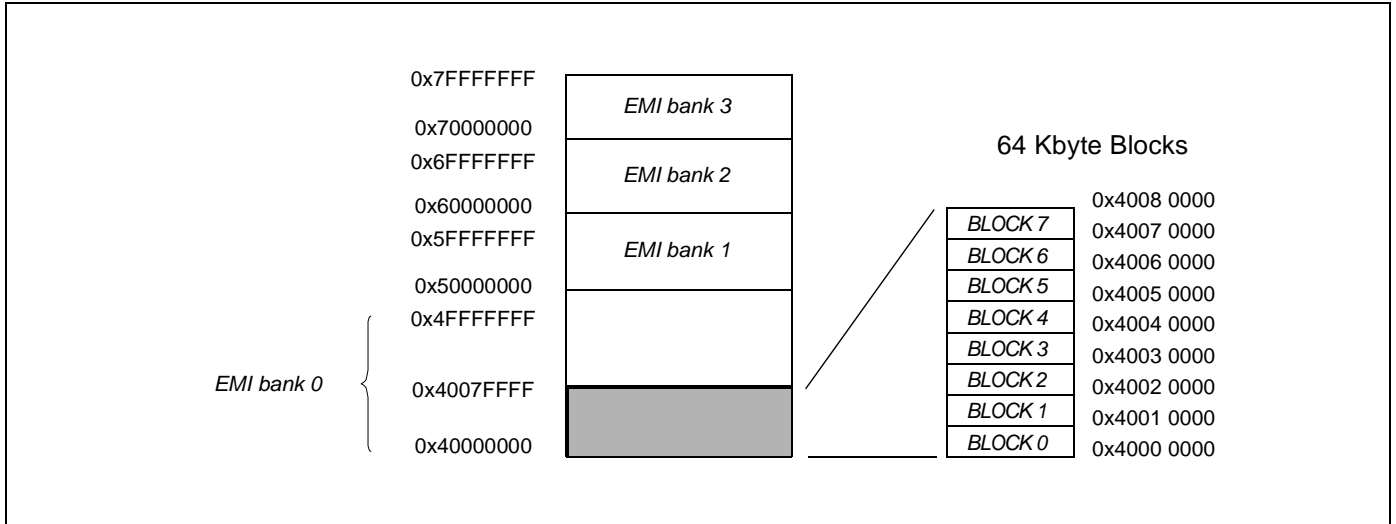 0x7FFFFFFF
EMI bank 3
0x70000000
0x6FFFFFFF
EMI bank 2
0x60000000
0x5FFFFFFF
EMI bank 1
0x50000000
0x4FFFFFFF
EMI bank 0
0x4007FFFF
0x40000000
64 Kbyte Blocks
0x4008 0000
BLOCK 7
0x4007 0000
BLOCK 6
0x4006 0000
BLOCK 5
0x4005 0000
BLOCK 4
0x4004 0000
BLOCK 3
0x4003 0000
BLOCK 2
0x4002 0000
BLOCK 1
0x4001 0000
BLOCK 0
0x4000 0000